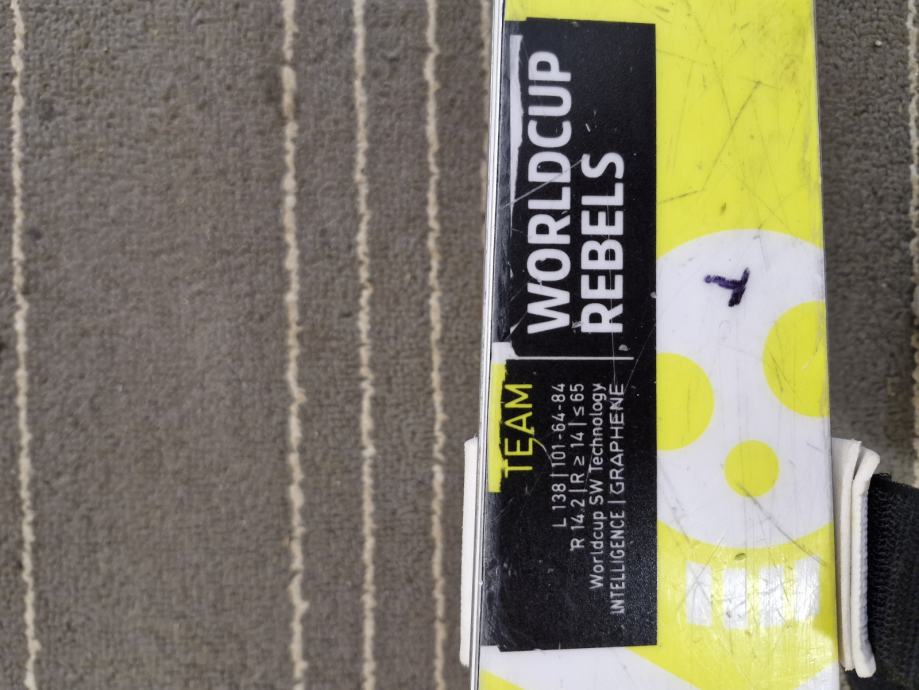 WORLDCUP
REBELS
TEAM
L 138 | 101-64-84
R 14.2 | R ≥ 14 | ≤ 65
Worldcup SW Technology
INTELLIGENCE | GRAPHENE
T